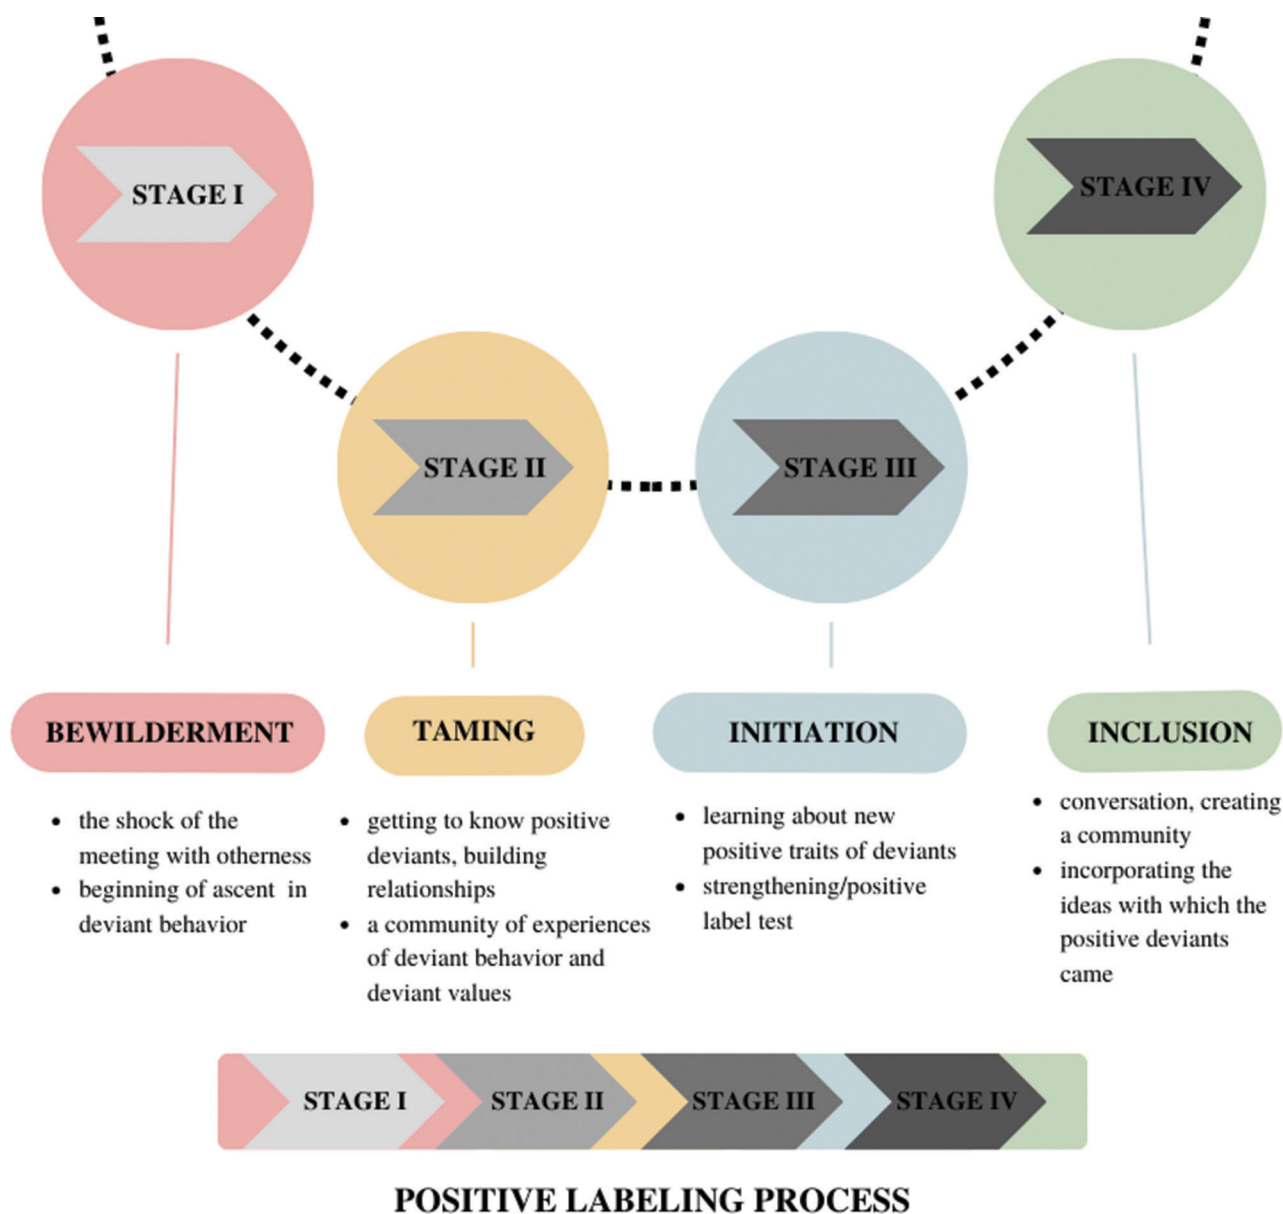 STAGE I
STAGE IV
STAGE II
STAGE III
BEWILDERMENT
• the shock of the
meeting with otherness
• beginning of ascent in
deviant behavior
TAMING
• getting to know positive
deviants, building
relationships
• a community of experiences
of deviant behavior and
deviant values
INITIATION
• learning about new
positive traits of deviants
• strengthening/positive
label test
INCLUSION
• conversation, creating
a community
• incorporating the
ideas with which the
positive deviants
came
STAGE I
STAGE II
STAGE III
STAGE IV
POSITIVE LABELING PROCESS